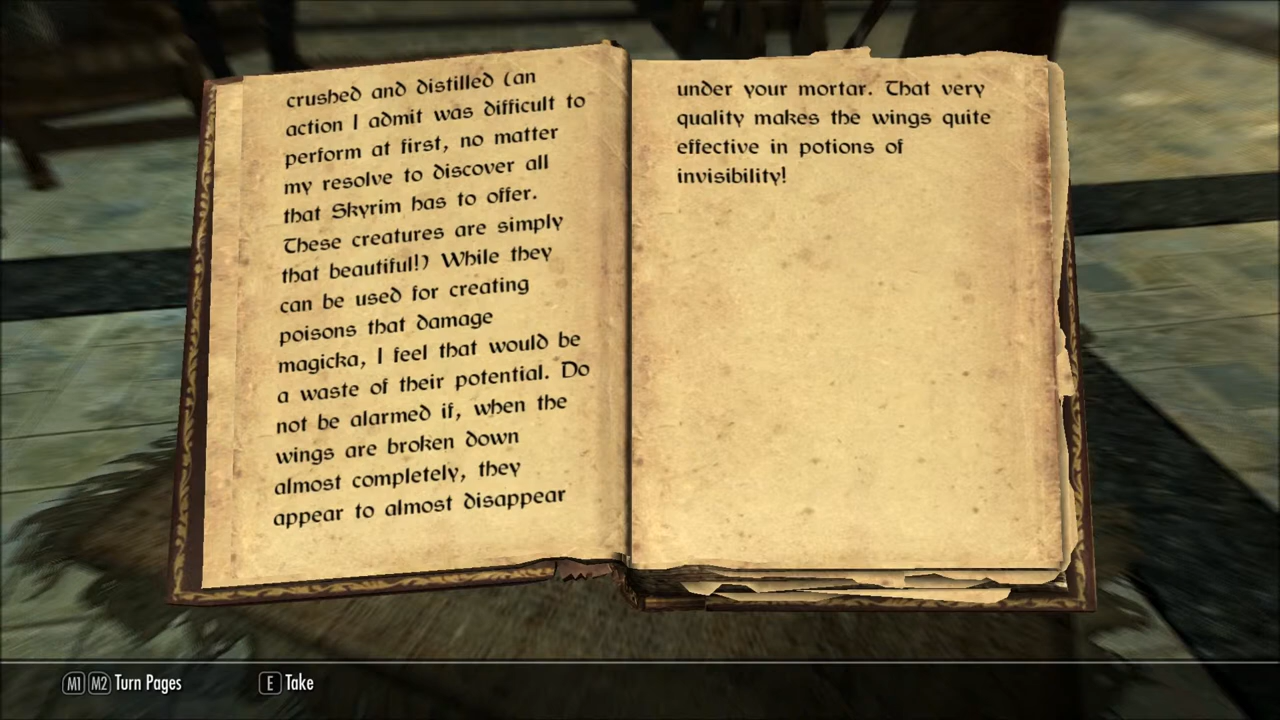 crushed and distilled (an
action I admit was difficult to
perform at first, no matter
my resolve to discover all
that Skyrim has to offer.
These creatures are simply
that beautiful!) While they
can be used for creating
poisons that damage
magicka, I feel that would be
a waste of their potential. Do
not be alarmed if, when the
wings are broken down
almost completely, they
appear to almost disappear
under your mortar. That very
quality makes the wings quite
effective in potions of
invisibility!
M1 M2 Turn Pages
E Take